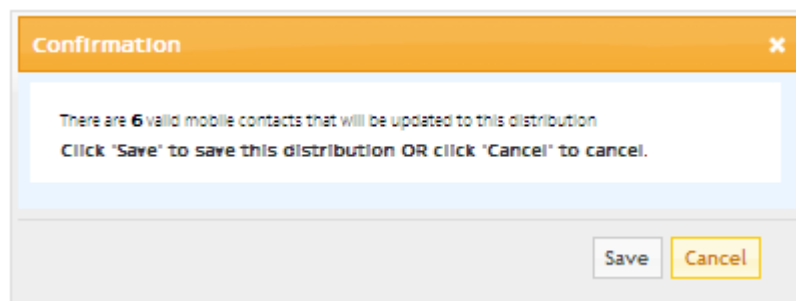 Confirmation
There are 6 valid mobile contacts that will be updated to this distribution
Click "Save" to save this distribution OR click "Cancel" to cancel.
Save
Cancel